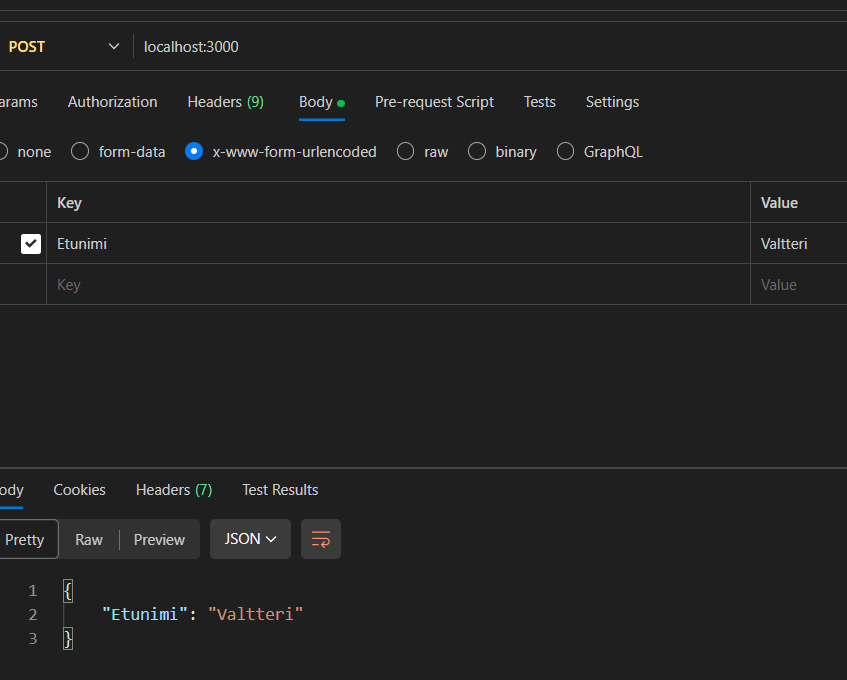 POST localhost:3000
arams Authorization Headers (9) Body Pre-request Script Tests Settings
none form-data x-www-form-urlencoded raw binary GraphQL
Key Value
Etunimi Valtteri
Key Value
ody Cookies Headers (7) Test Results
Pretty Raw Preview JSON
1 {
2 "Etunimi": "Valtteri"
3 }